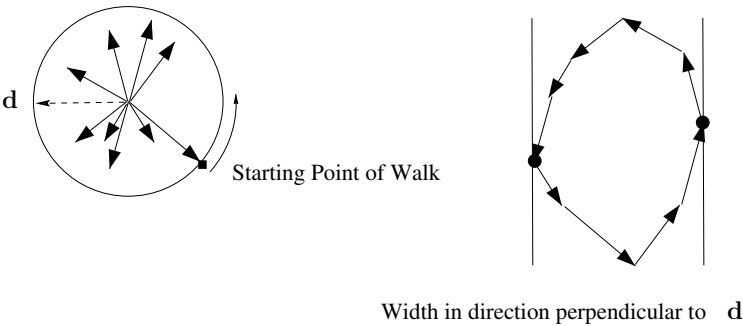 d
Starting Point of Walk
Width in direction perpendicular to d